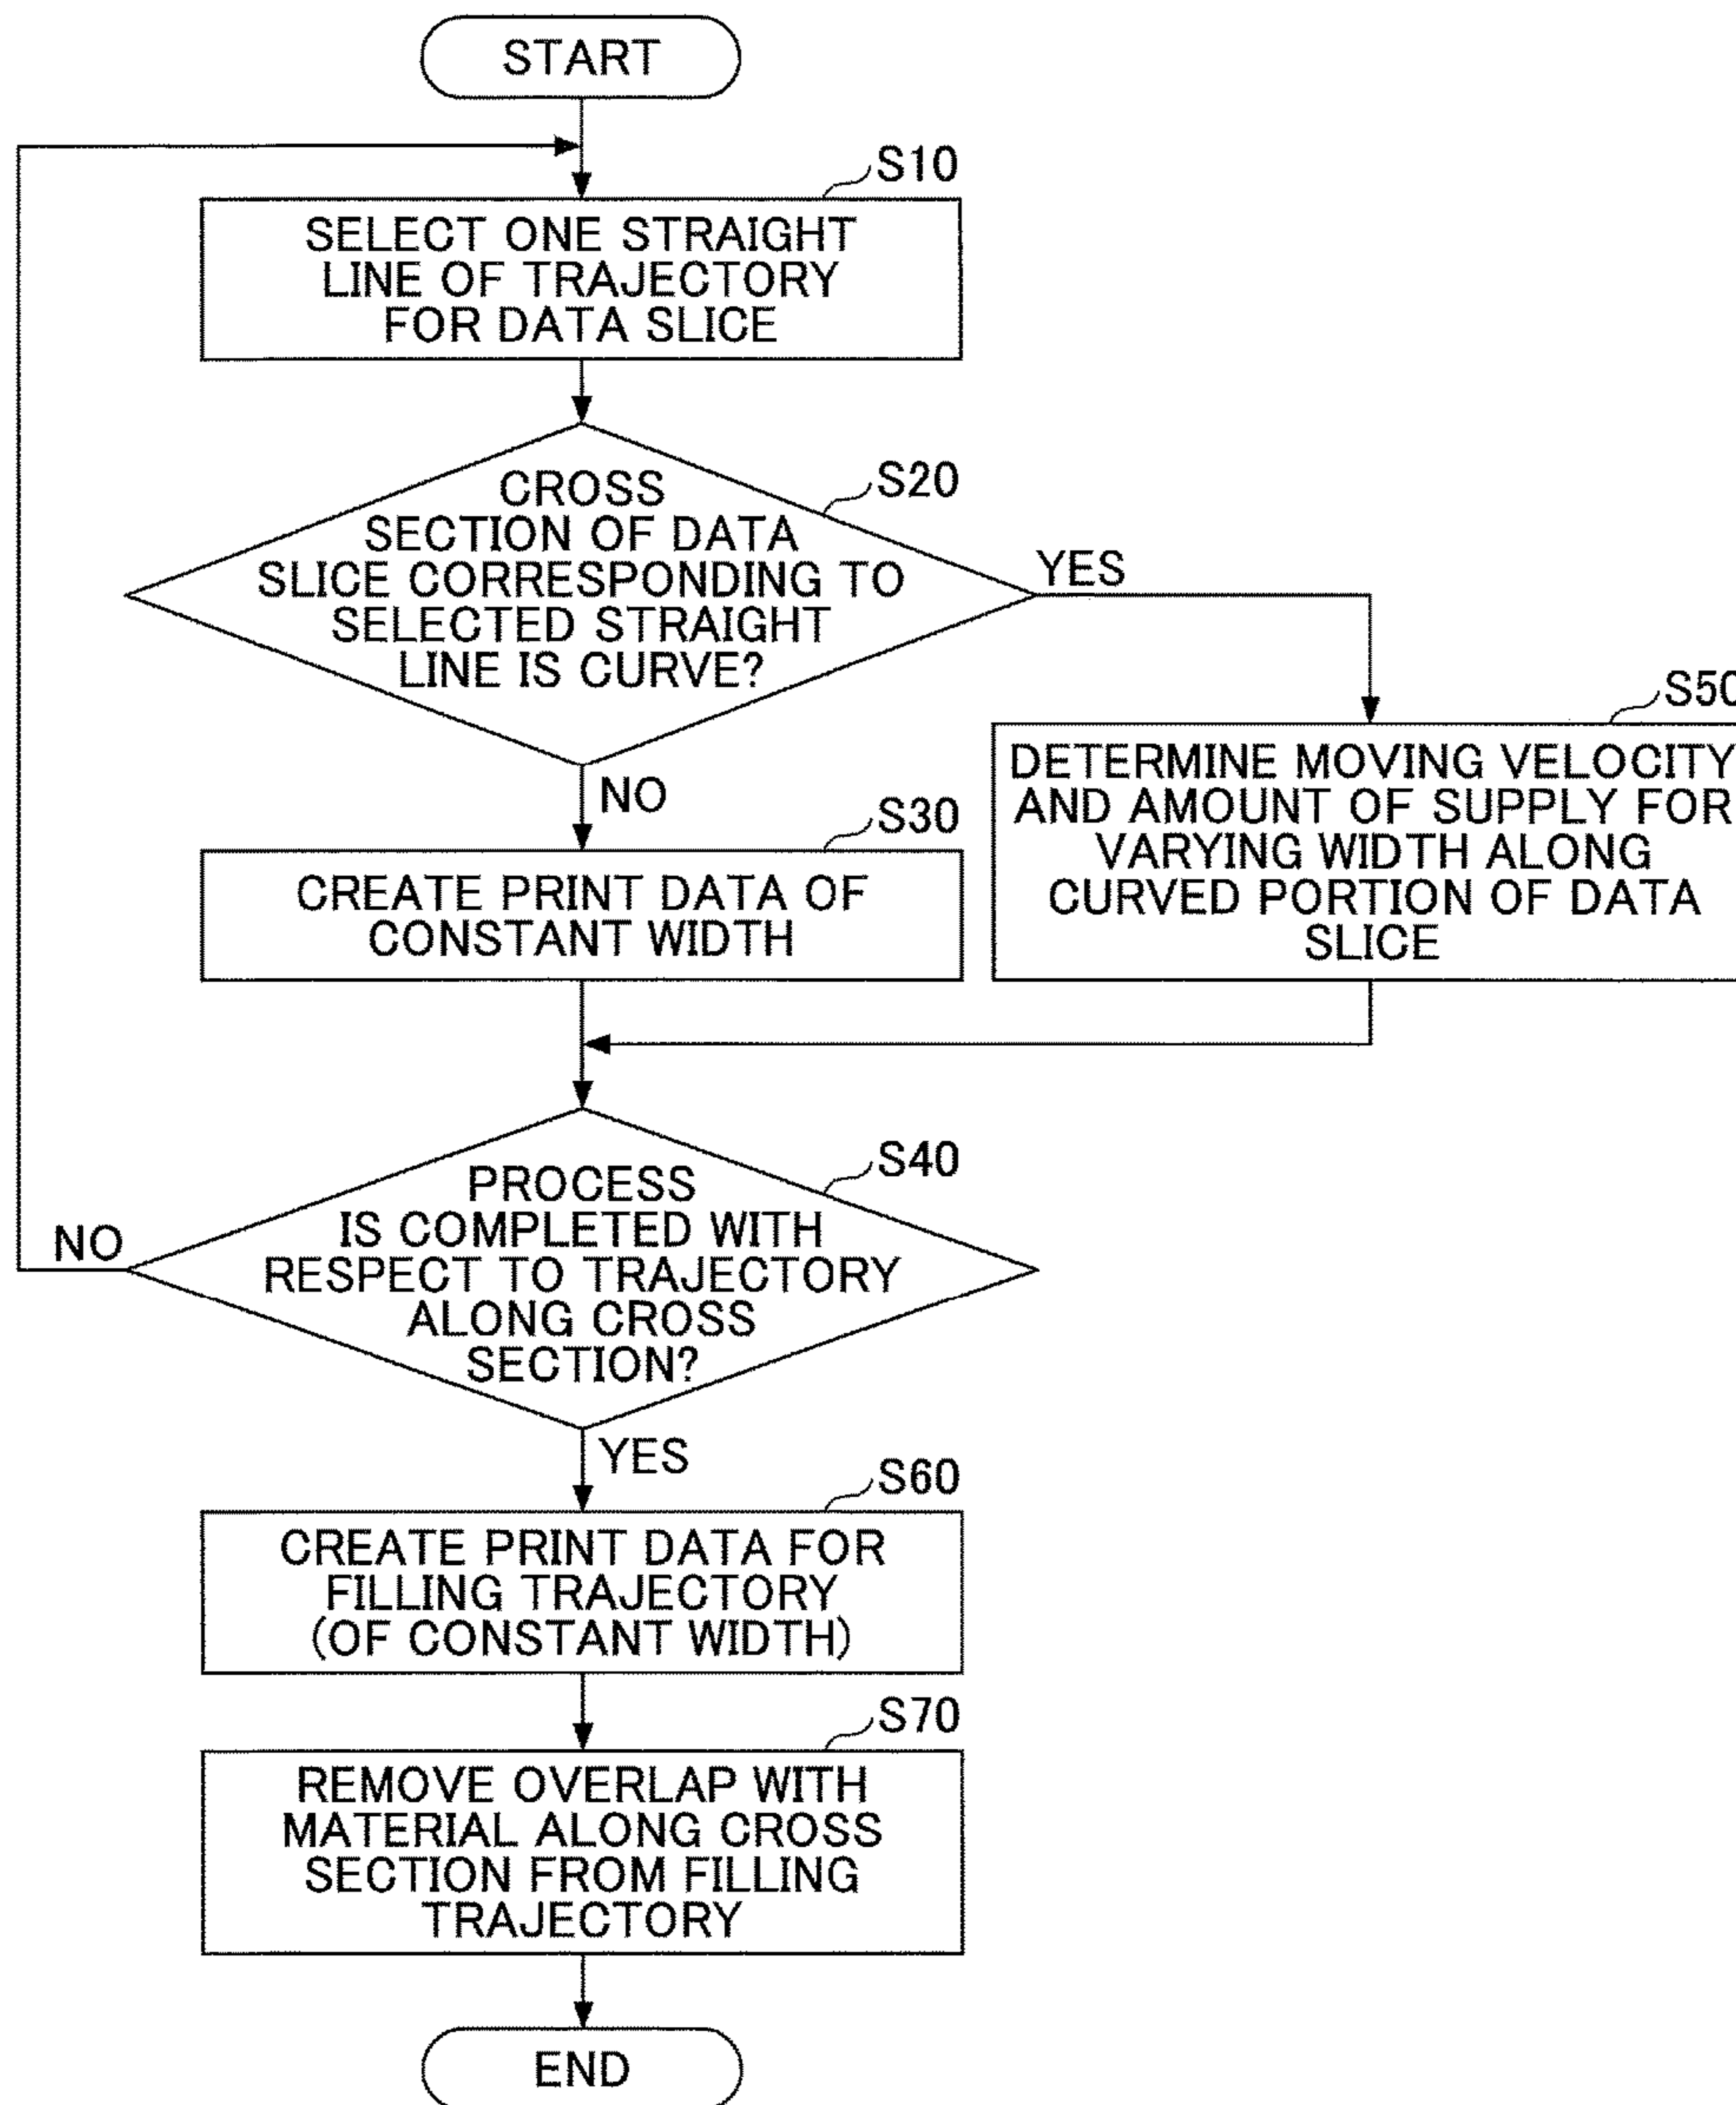 START
S10
SELECT ONE STRAIGHT
LINE OF TRAJECTORY
FOR DATA SLICE
S20
CROSS
SECTION OF DATA
SLICE CORRESPONDING TO
SELECTED STRAIGHT
LINE IS CURVE?
YES
NO
S50
DETERMINE MOVING VELOCITY
AND AMOUNT OF SUPPLY FOR
VARYING WIDTH ALONG
CURVED PORTION OF DATA
SLICE
S30
CREATE PRINT DATA OF
CONSTANT WIDTH
S40
PROCESS
IS COMPLETED WITH
RESPECT TO TRAJECTORY
ALONG CROSS
SECTION?
NO
YES
S60
CREATE PRINT DATA FOR
FILLING TRAJECTORY
(OF CONSTANT WIDTH)
S70
REMOVE OVERLAP WITH
MATERIAL ALONG CROSS
SECTION FROM FILLING
TRAJECTORY
END